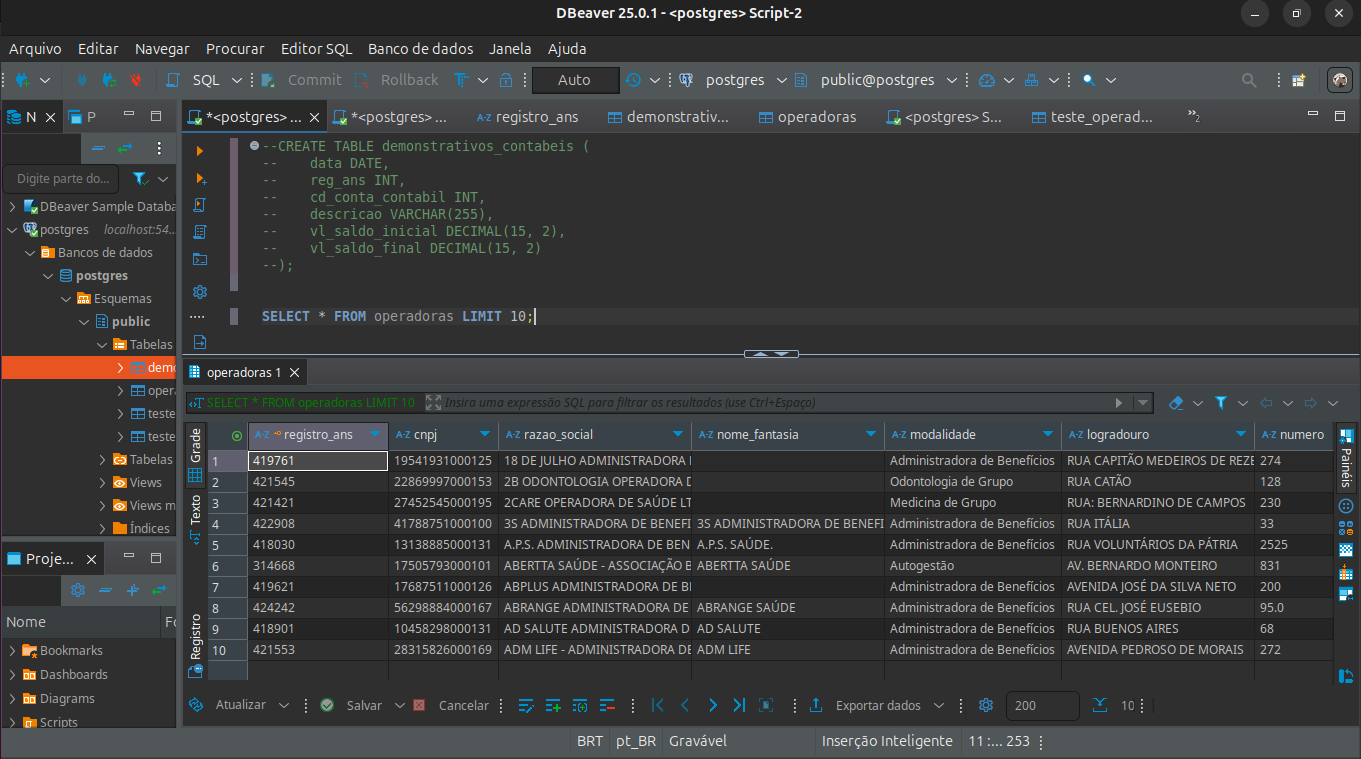 DBeaver 25.0.1 - <postgres> Script-2
Arquivo Editar Navegar Procurar Editor SQL Banco de dados Janela Ajuda
SQL Commit Rollback T Auto postgres public@postgres
N P *<postgres> ... *<postgres> ... A-Z registro_ans demonstrativ... operadoras <postgres> S... teste_operad... »2
Digite parte do...
DBeaver Sample Databa
postgres localhost:54...
Bancos de dados
postgres
Esquemas
public
Tabelas
demo
opera
teste
teste
Tabelas
Views
Views m
Índices
--CREATE TABLE demonstrativos_contabeis (
-- data DATE,
-- reg_ans INT,
-- cd_conta_contabil INT,
-- descricao VARCHAR(255),
-- vl_saldo_inicial DECIMAL(15, 2),
-- vl_saldo_final DECIMAL(15, 2)
--);
SELECT * FROM operadoras LIMIT 10;
operadoras 1
SELECT * FROM operadoras LIMIT 10 Insira uma expressão SQL para filtrar os resultados (use Ctrl+Espaço)
Grade
Texto
Registro
A-Z registro_ans A-Z cnpj A-Z razao_social A-Z nome_fantasia A-Z modalidade A-Z logradouro A-Z numero
1 419761 19541931000125 18 DE JULHO ADMINISTRADORA Administradora de Benefícios RUA CAPITÃO MEDEIROS DE REZE 274
2 421545 22869997000153 2B ODONTOLOGIA OPERADORA D Odontologia de Grupo RUA CATÃO 128
3 421421 27452545000195 2CARE OPERADORA DE SAÚDE LT Medicina de Grupo RUA: BERNARDINO DE CAMPOS 230
4 422908 41788751000100 3S ADMINISTRADORA DE BENEFI 3S ADMINISTRADORA DE BENEFI Administradora de Benefícios RUA ITÁLIA 33
5 418030 13138885000131 A.P.S. ADMINISTRADORA DE BEN A.P.S. SAÚDE. Administradora de Benefícios RUA VOLUNTÁRIOS DA PÁTRIA 2525
6 314668 17505793000101 ABERTTA SAÚDE - ASSOCIAÇÃO B ABERTTA SAÚDE Autogestão AV. BERNARDO MONTEIRO 831
7 419621 17687511000126 ABPLUS ADMINISTRADORA DE BE Administradora de Benefícios AVENIDA JOSÉ DA SILVA NETO 200
8 424242 56298884000167 ABRANGE ADMINISTRADORA DE ABRANGE SAÚDE Administradora de Benefícios RUA CEL. JOSÉ EUSEBIO 95.0
9 418901 10458298000131 AD SALUTE ADMINISTRADORA D AD SALUTE Administradora de Benefícios RUA BUENOS AIRES 68
10 421553 28315826000169 ADM LIFE - ADMINISTRADORA DE ADM LIFE Administradora de Benefícios AVENIDA PEDROSO DE MORAIS 272
Painéis
Proje...
Nome Fo
Bookmarks
Dashboards
Diagrams
Scripts
Atualizar Salvar Cancelar Exportar dados 200 10
BRT pt_BR Gravável Inserção Inteligente 11 :... 253